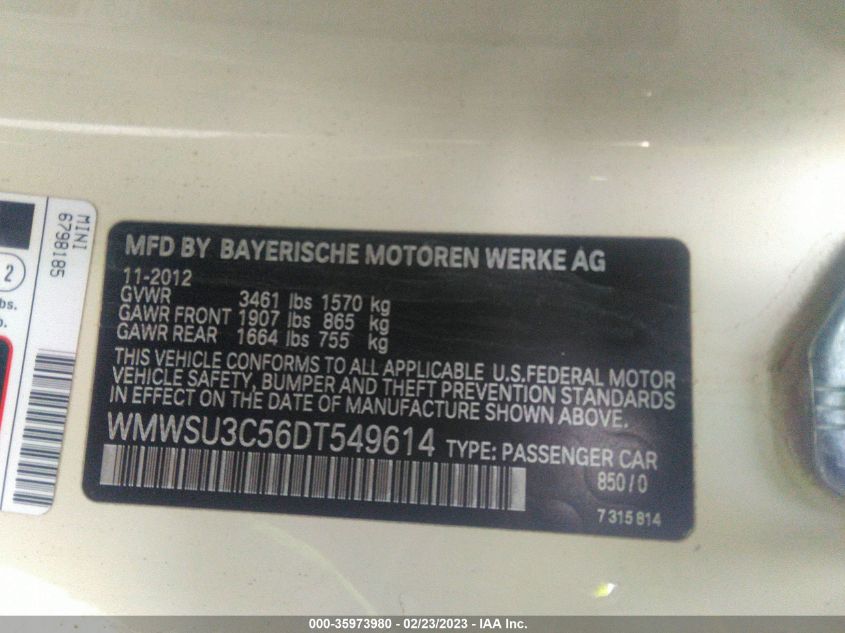 MINI
6798185
2
bs.
b.
MFD BY BAYERISCHE MOTOREN WERKE AG
11-2012
GVWR 3461 lbs 1570 kg
GAWR FRONT 1907 lbs 865 kg
GAWR REAR 1664 lbs 755 kg
THIS VEHICLE CONFORMS TO ALL APPLICABLE U.S.FEDERAL MOTOR
VEHICLE SAFETY, BUMPER AND THEFT PREVENTION STANDARDS
IN EFFECT ON THE DATE OF MANUFACTURE SHOWN ABOVE.
WMWSU3C56DT549614 TYPE: PASSENGER CAR
850/0
7315814
000-35973980 - 02/23/2023 - IAA Inc.